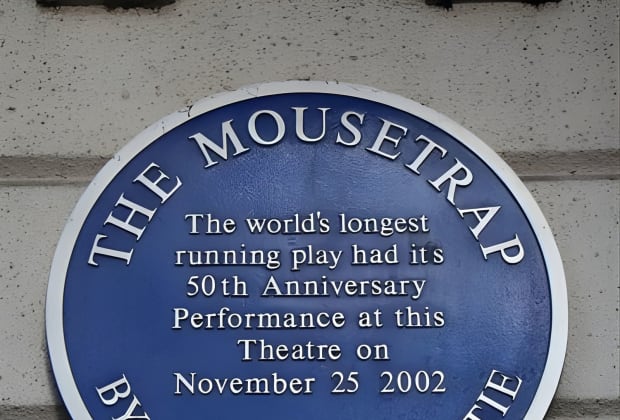 THE MOUSETRAP
The world's longest
running play had its
50th Anniversary
Performance at this
Theatre on
November 25 2002
BY